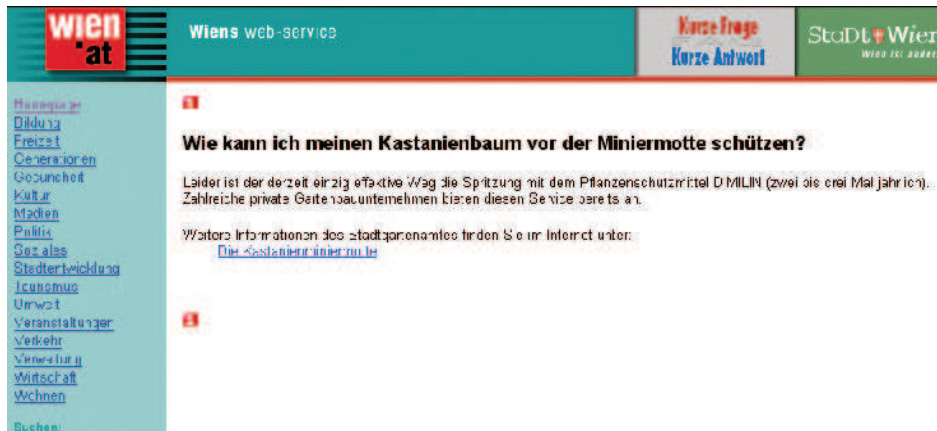 wien
at
Wiens web-service
Kurze Frage
Kurze Antwort
StaDt Wien
Wien ist anders
Homepage
Bildung
Freizeit
Generationen
Gesundheit
Kultur
Medien
Politik
Soziales
Stadtentwicklung
Tourismus
Umwelt
Veranstaltungen
Verkehr
Verwaltung
Wirtschaft
Wohnen
Suchen:
Wie kann ich meinen Kastanienbaum vor der Miniermotte schützen?
Leider ist der derzeit einzig effektive Weg die Spritzung mit dem Pflanzenschutzmittel DIMILIN (zwei bis drei Mal jährlich).
Zahlreiche private Gartenbauunternehmen bieten diesen Service bereits an.
Weitere Informationen des Stadtgartenamtes finden Sie im Internet unter:
Die Kastanienminiermotte